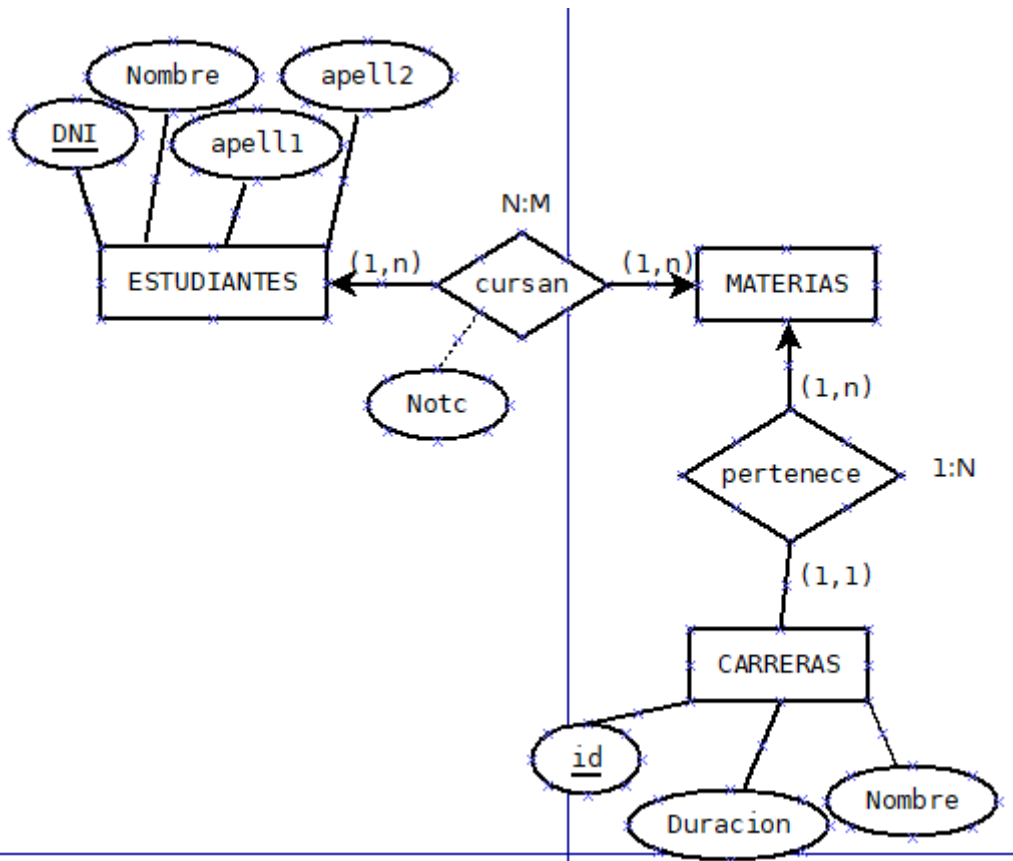 Nombre
apell2
DNI
apell1
N:M
ESTUDIANTES
(1,n)
cursan
(1,n)
MATERIAS
Notc
(1,n)
pertenece
1:N
(1,1)
CARRERAS
id
Duracion
Nombre